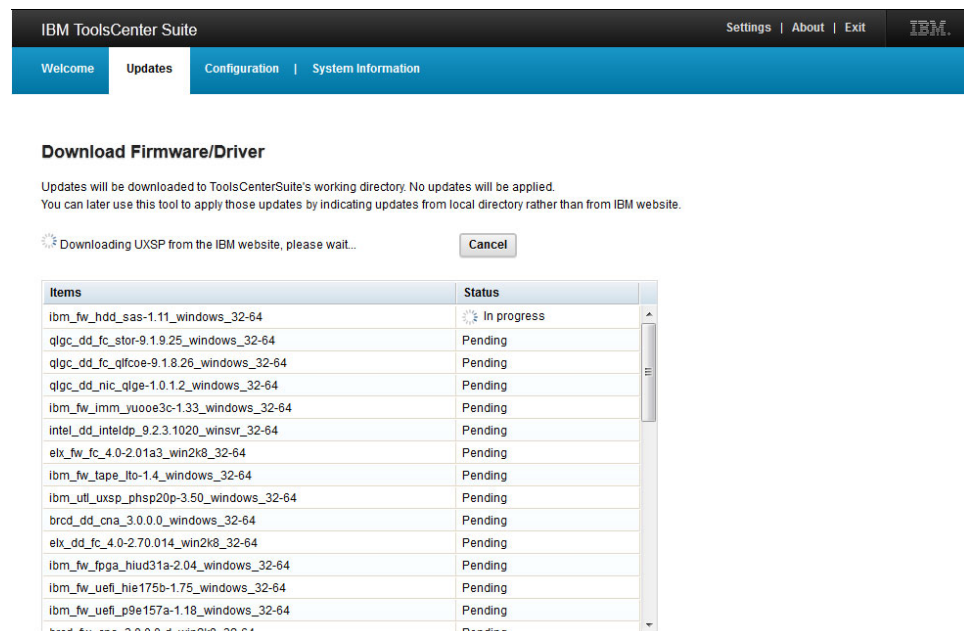 IBM ToolsCenter Suite
Settings | About | Exit
IBM.
Welcome Updates Configuration | System Information
Download Firmware/Driver
Updates will be downloaded to ToolsCenterSuite's working directory. No updates will be applied.
You can later use this tool to apply those updates by indicating updates from local directory rather than from IBM website.
Downloading UXSP from the IBM website, please wait...
Cancel
Items Status
ibm_fw_hdd_sas-1.11_windows_32-64 In progress
qlgc_dd_fc_stor-9.1.9.25_windows_32-64 Pending
qlgc_dd_fc_qlfcoe-9.1.8.26_windows_32-64 Pending
qlgc_dd_nic_qlge-1.0.1.2_windows_32-64 Pending
ibm_fw_imm_yuooe3c-1.33_windows_32-64 Pending
intel_dd_inteldp_9.2.3.1020_winsvr_32-64 Pending
elx_fw_fc_4.0-2.01a3_win2k8_32-64 Pending
ibm_fw_tape_lto-1.4_windows_32-64 Pending
ibm_utl_uxsp_phsp20p-3.50_windows_32-64 Pending
brcd_dd_cna_3.0.0.0_windows_32-64 Pending
elx_dd_fc_4.0-2.70.014_win2k8_32-64 Pending
ibm_fw_fpga_hiud31a-2.04_windows_32-64 Pending
ibm_fw_uefi_hie175b-1.75_windows_32-64 Pending
ibm_fw_uefi_p9e157a-1.18_windows_32-64 Pending
Pending